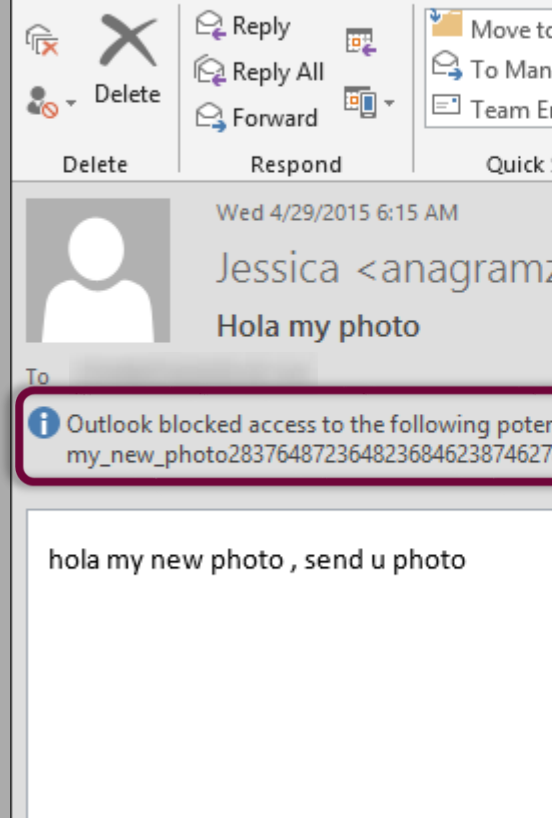 Reply
Reply All
Forward
Delete
Move to
To Man
Team E
Delete
Respond
Quick
Wed 4/29/2015 6:15 AM
Jessica <anagramz
Hola my photo
To
Outlook blocked access to the following poten
my_new_photo283764872364823684623874627
hola my new photo , send u photo